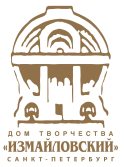 ДОМ ТВОРЧЕСТВА
«ИЗМАЙЛОВСКИЙ»
САНКТ-ПЕТЕРБУРГ